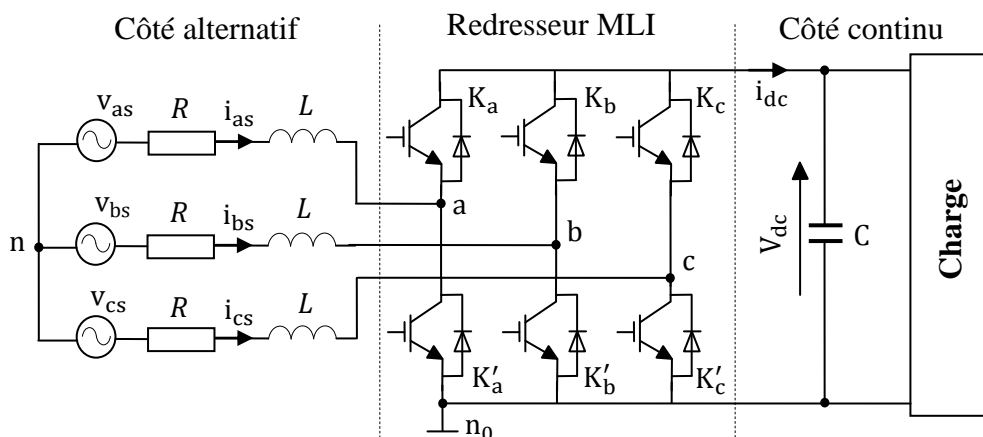 Côté alternatif
Redresseur MLI
Côté continu
v_as
R
i_as
L
K_a
K_b
K_c
i_dc
a
v_bs
R
i_bs
L
n
b
V_dc
C
Charge
c
v_cs
R
i_cs
L
K′_a
K′_b
K′_c
n_0